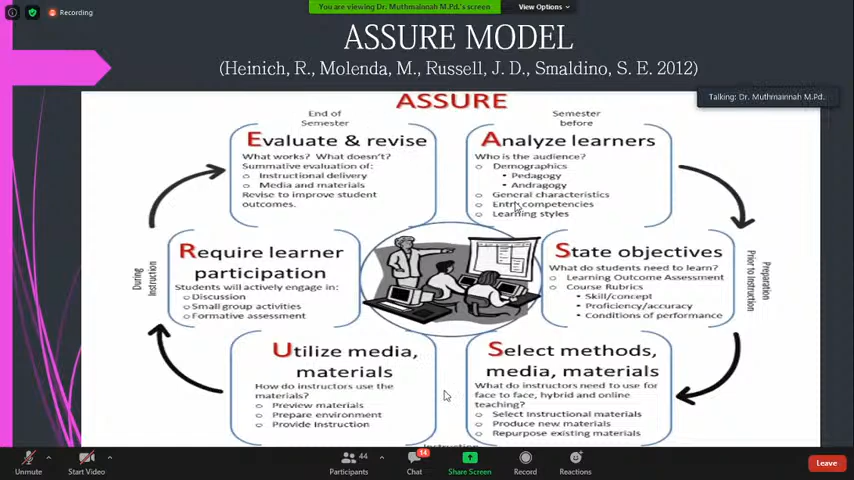 Recording
You are viewing Dr. Muthmainnah M.Pd.'s screen
View Options
ASSURE MODEL
(Heinich, R., Molenda, M., Russell, J. D., Smaldino, S. E. 2012)
Talking: Dr. Muthmainnah M.Pd..
ASSURE
End of
Semester
Semester
before
Evaluate & revise
What works? What doesn't?
Summative evaluation of:
Instructional delivery
Media and materials
Revise to improve student
outcomes.
Analyze learners
Who is the audience?
Demographics
Pedagogy
Andragogy
General characteristics
Entry competencies
Learning styles
Require learner
participation
Students will actively engage in:
Discussion
Small group activities
Formative assessment
State objectives
What do students need to learn?
Learning Outcome Assessment
Course Rubrics
Skill/concept
Proficiency/accuracy
Conditions of performance
During
Instruction
Preparation
Prior to Instruction
Utilize media,
materials
How do instructors use the
materials?
Preview materials
Prepare environment
Provide Instruction
Select methods,
media, materials
What do instructors need to use for
face to face, hybrid and online
teaching?
Select Instructional materials
Produce new materials
Repurpose existing materials
Unmute
Start Video
44
Participants
14
Chat
Share Screen
Record
Reactions
Leave